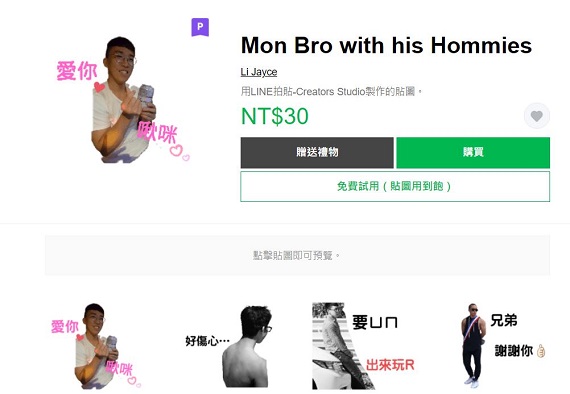 P
愛你
啾咪
Mon Bro with his Hommies
Li Jayce
用LINE拍貼-Creators Studio製作的貼圖。
NT$30
贈送禮物
購買
免費試用（貼圖用到飽）
點擊貼圖即可預覽。
愛你
啾咪
好傷心…
要ㄩㄇ
出來玩R
兄弟
謝謝你👍🏻